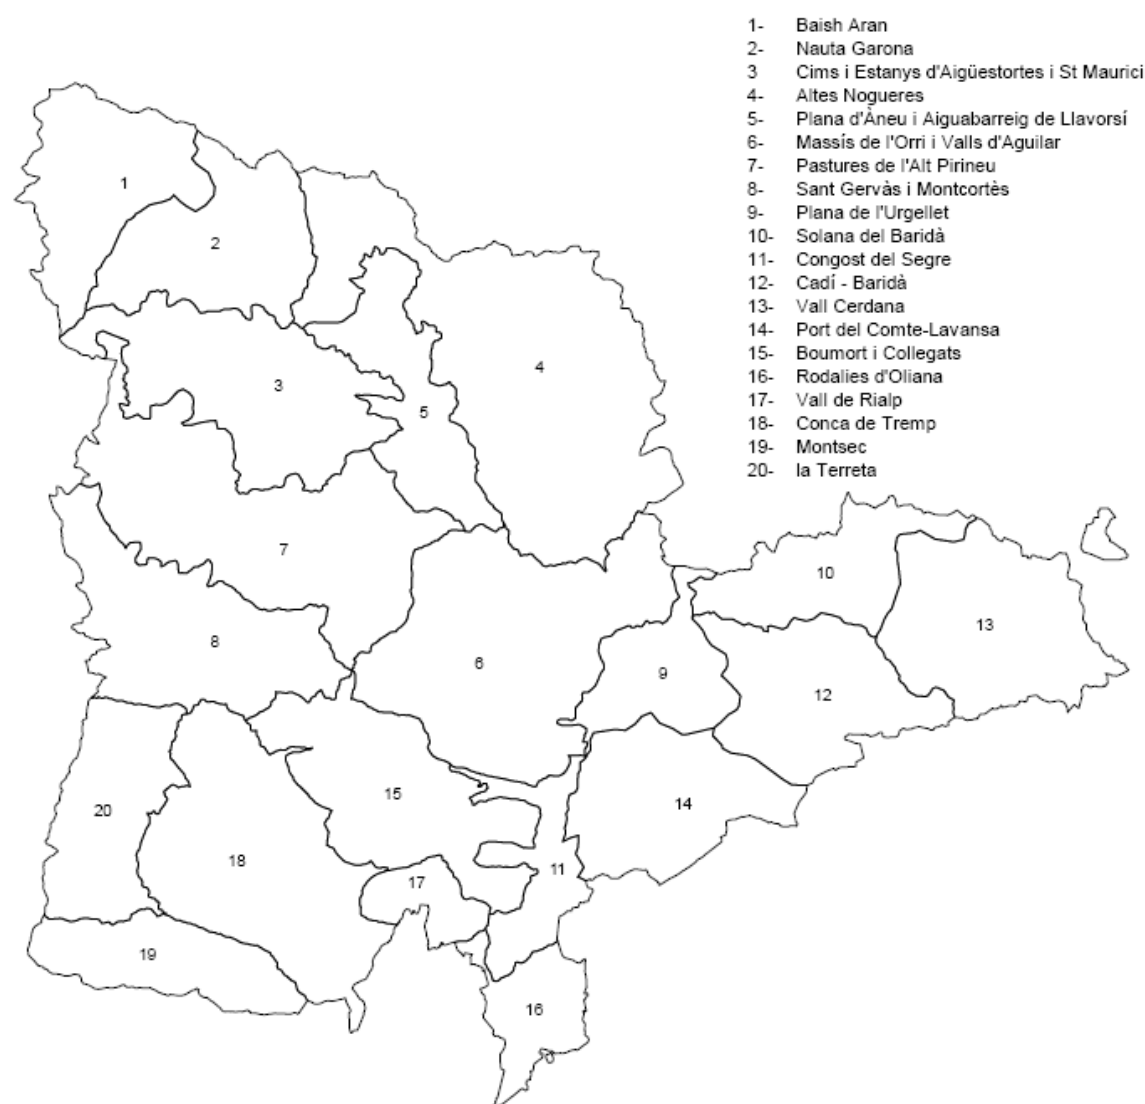 1- Baish Aran
2- Nauta Garona
3 Cims i Estanys d'Aigüestortes i St Maurici
4- Altes Nogueres
5- Plana d'Àneu i Aiguabarreig de Llavorsí
6- Massís de l'Orri i Valls d'Aguilar
7- Pastures de l'Alt Pirineu
8- Sant Gervàs i Montcortès
9- Plana de l'Urgellet
10- Solana del Baridà
11- Congost del Segre
12- Cadí - Baridà
13- Vall Cerdana
14- Port del Comte-Lavansa
15- Boumort i Collegats
16- Rodalies d'Oliana
17- Vall de Rialp
18- Conca de Tremp
19- Montsec
20- la Terreta
1
2
3
4
5
7
10
13
8
6
9
12
15
14
20
18
11
17
19
16